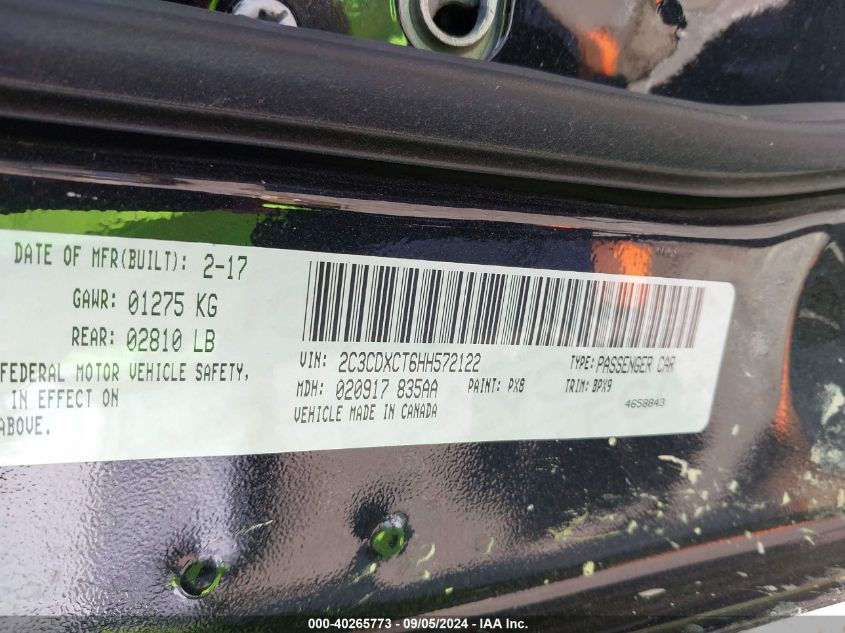 DATE OF MFR(BUILT): 2-17
GAWR: 01275 KG
REAR: 02810 LB
FEDERAL MOTOR VEHICLE SAFETY,
IN EFFECT ON
ABOVE.
VIN: 2C3CDXCT6HH572122
TYPE: PASSENGER CAR
MDH: 020917 835AA
PAINT: PX8
TRIM: BPX9
VEHICLE MADE IN CANADA
4658843
000-40265773 - 09/05/2024 - IAA Inc.